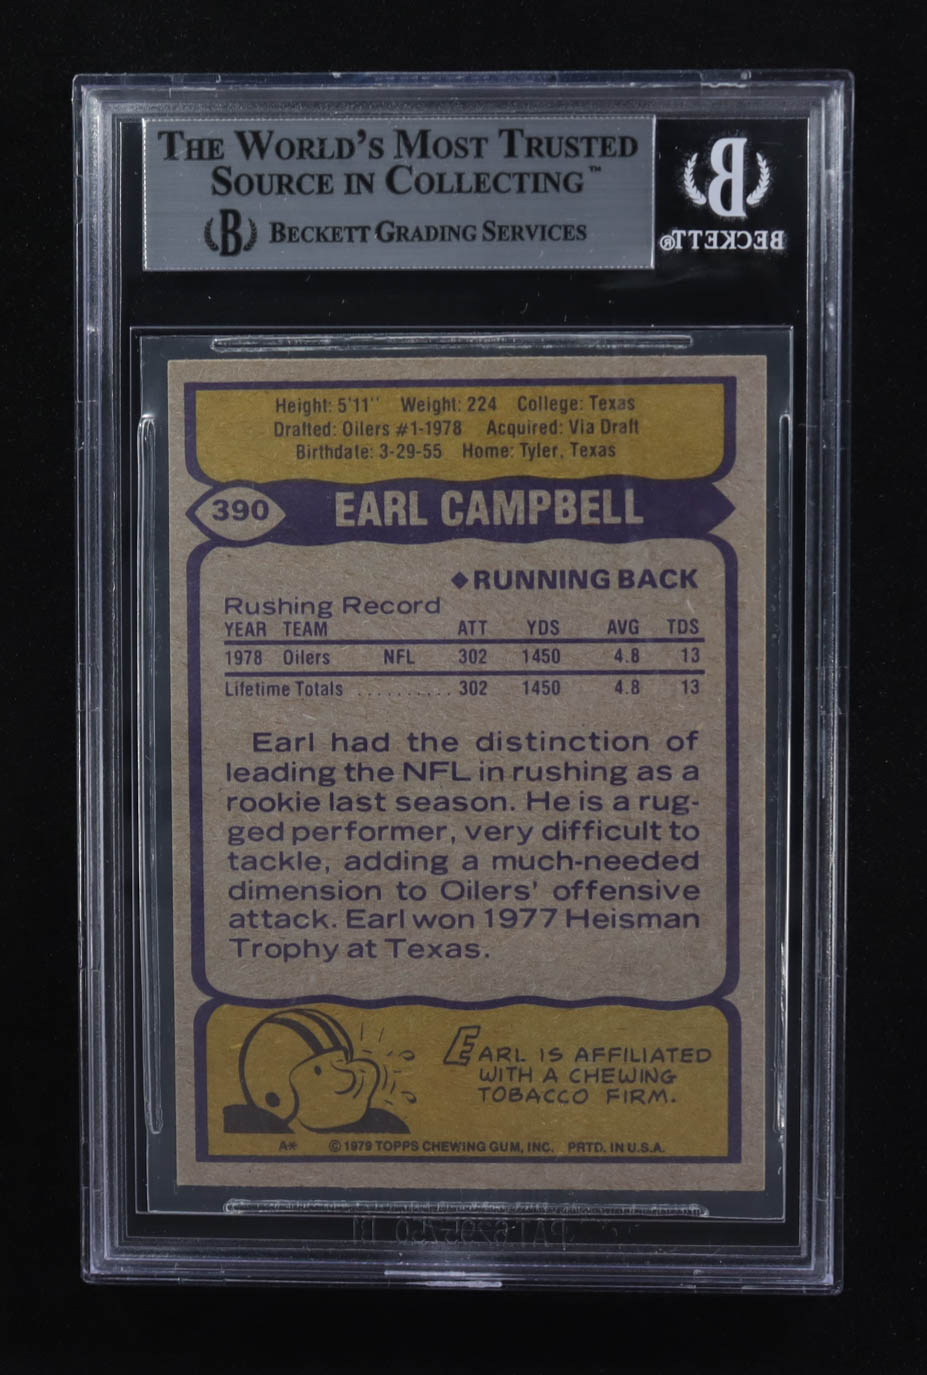 THE WORLD'S MOST TRUSTED
SOURCE IN COLLECTING™
B BECKETT GRADING SERVICES
B
BECKETT®
Height: 5'11'' Weight: 224 College: Texas
Drafted: Oilers #1-1978 Acquired: Via Draft
Birthdate: 3-29-55 Home: Tyler, Texas
390 EARL CAMPBELL
◆RUNNING BACK
Rushing Record
YEAR TEAM ATT YDS AVG TDS
1978 Oilers NFL 302 1450 4.8 13
Lifetime Totals .......... 302 1450 4.8 13
Earl had the distinction of
leading the NFL in rushing as a
rookie last season. He is a rug-
ged performer, very difficult to
tackle, adding a much-needed
dimension to Oilers' offensive
attack. Earl won 1977 Heisman
Trophy at Texas.
EARL IS AFFILIATED
WITH A CHEWING
TOBACCO FIRM.
A* ©1979 TOPPS CHEWING GUM, INC. PRTD. IN U.S.A.